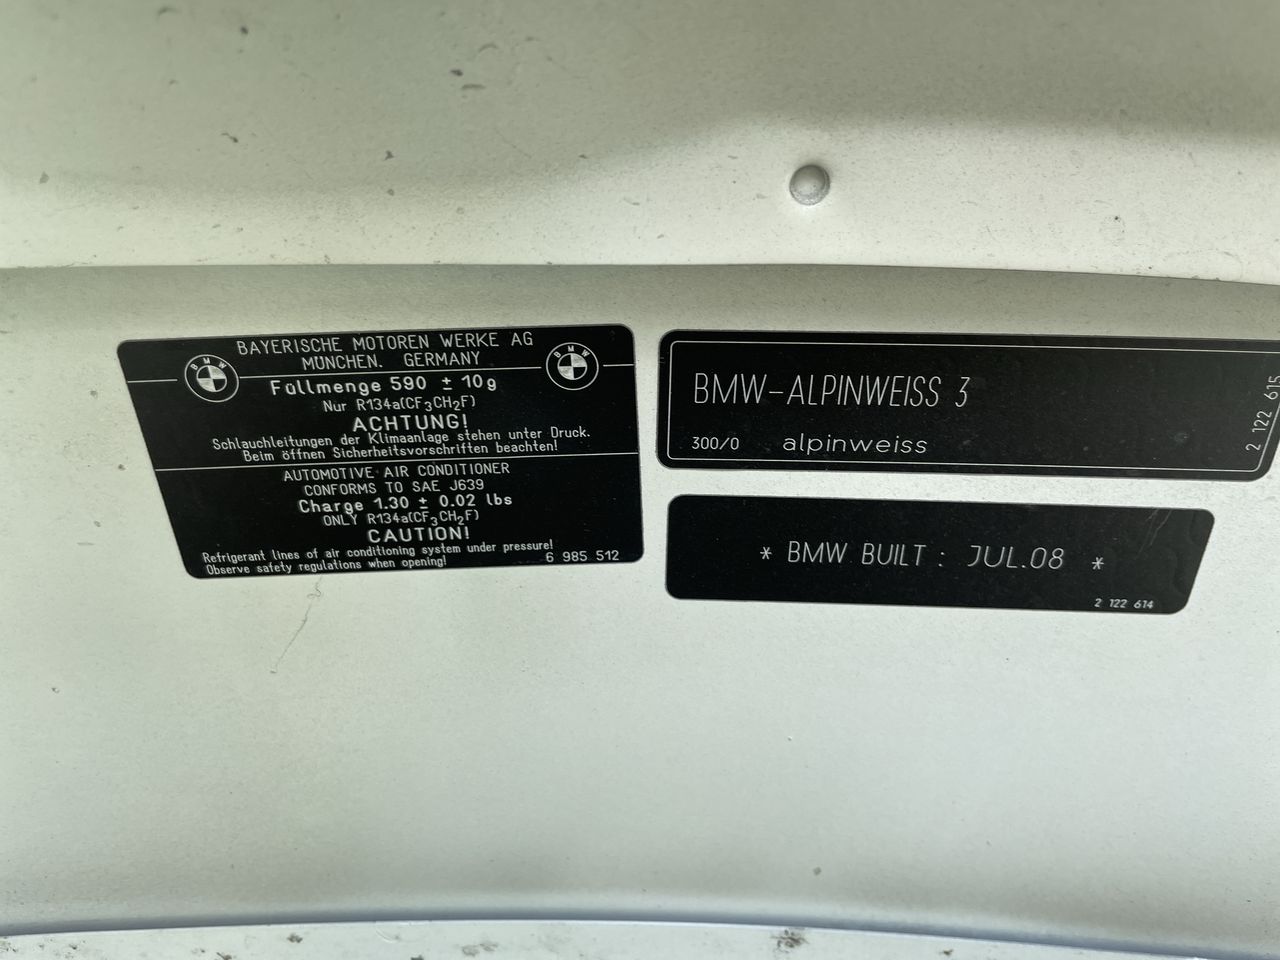 BAYERISCHE MOTOREN WERKE AG
MÜNCHEN. GERMANY
BMW
BMW
Füllmenge 590 ± 10g
Nur R134a(CF3CH2F)
ACHTUNG!
Schlauchleitungen der Klimaanlage stehen unter Druck.
Beim öffnen Sicherheitsvorschriften beachten!
AUTOMOTIVE AIR CONDITIONER
CONFORMS TO SAE J639
Charge 1.30 ± 0.02 lbs
ONLY R134a(CF3CH2F)
CAUTION!
Refrigerant lines of air conditioning system under pressure!
Observe safety regulations when opening!
6 985 512
BMW-ALPINWEISS 3
300/0 alpinweiss
2 122 615
* BMW BUILT : JUL.08 *
2 122 614